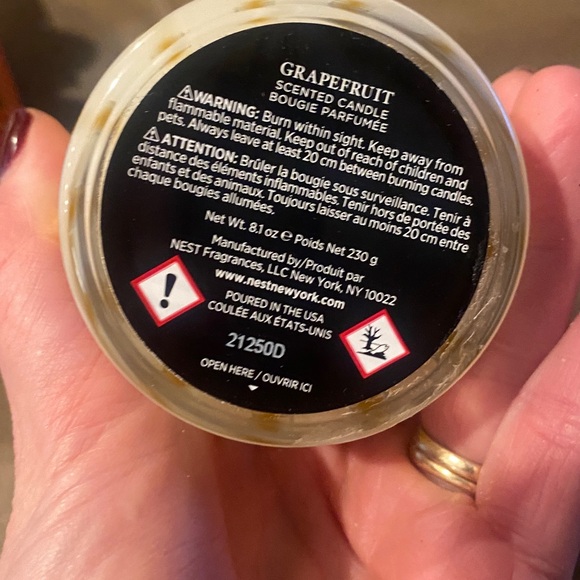 GRAPEFRUIT
SCENTED CANDLE
BOUGIE PARFUMÉE
⚠WARNING: Burn within sight. Keep away from
flammable material. Keep out of reach of children and
pets. Always leave at least 20 cm between burning candles.
⚠ATTENTION: Brûler la bougie sous surveillance. Tenir à
distance des éléments inflammables. Tenir hors de portée des
enfants et des animaux. Toujours laisser au moins 20 cm entre
chaque bougies allumées.
Net Wt. 8.1 oz ℮ Poids Net 230 g
Manufactured by/Produit par
NEST Fragrances, LLC New York, NY 10022
www.nestnewyork.com
POURED IN THE USA
COULÉE AUX ÉTATS-UNIS
21250D
OPEN HERE / OUVRIR ICI